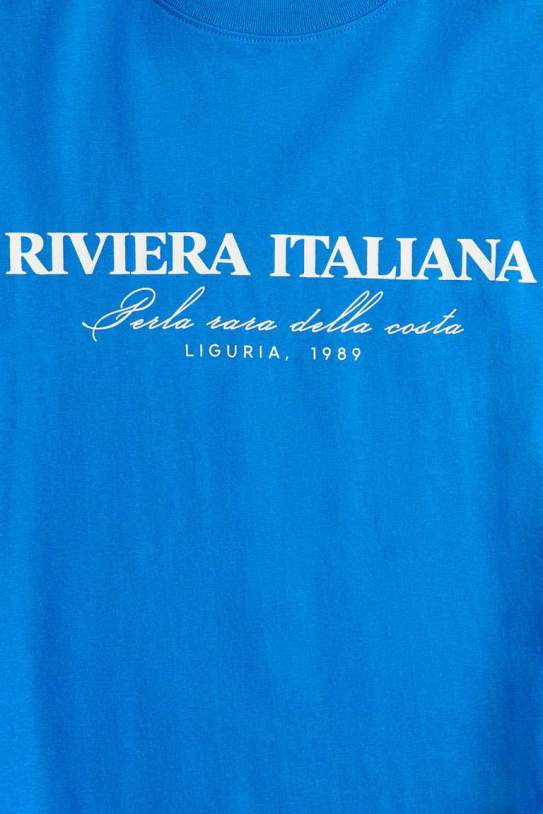 RIVIERA ITALIANA
Perla rara della costa
LIGURIA, 1989